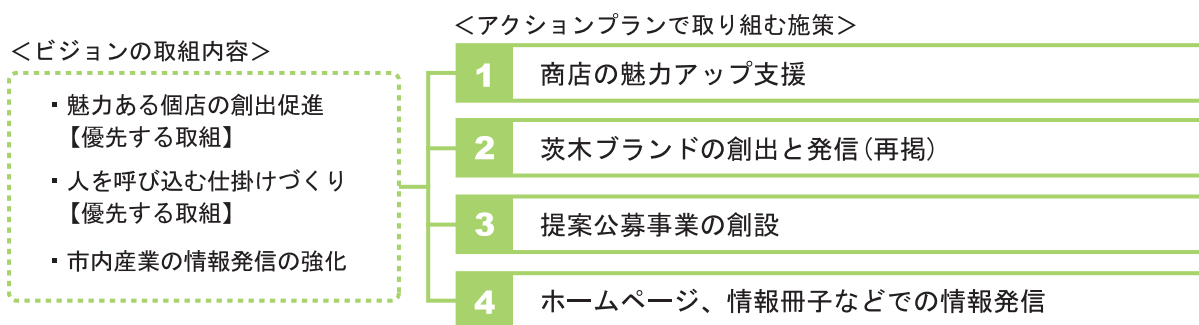 ＜ビジョンの取組内容＞
・魅力ある個店の創出促進
【優先する取組】
・人を呼び込む仕掛けづくり
【優先する取組】
・市内産業の情報発信の強化
＜アクションプランで取り組む施策＞
1 商店の魅力アップ支援
2 茨木ブランドの創出と発信（再掲）
3 提案公募事業の創設
4 ホームページ、情報冊子などでの情報発信